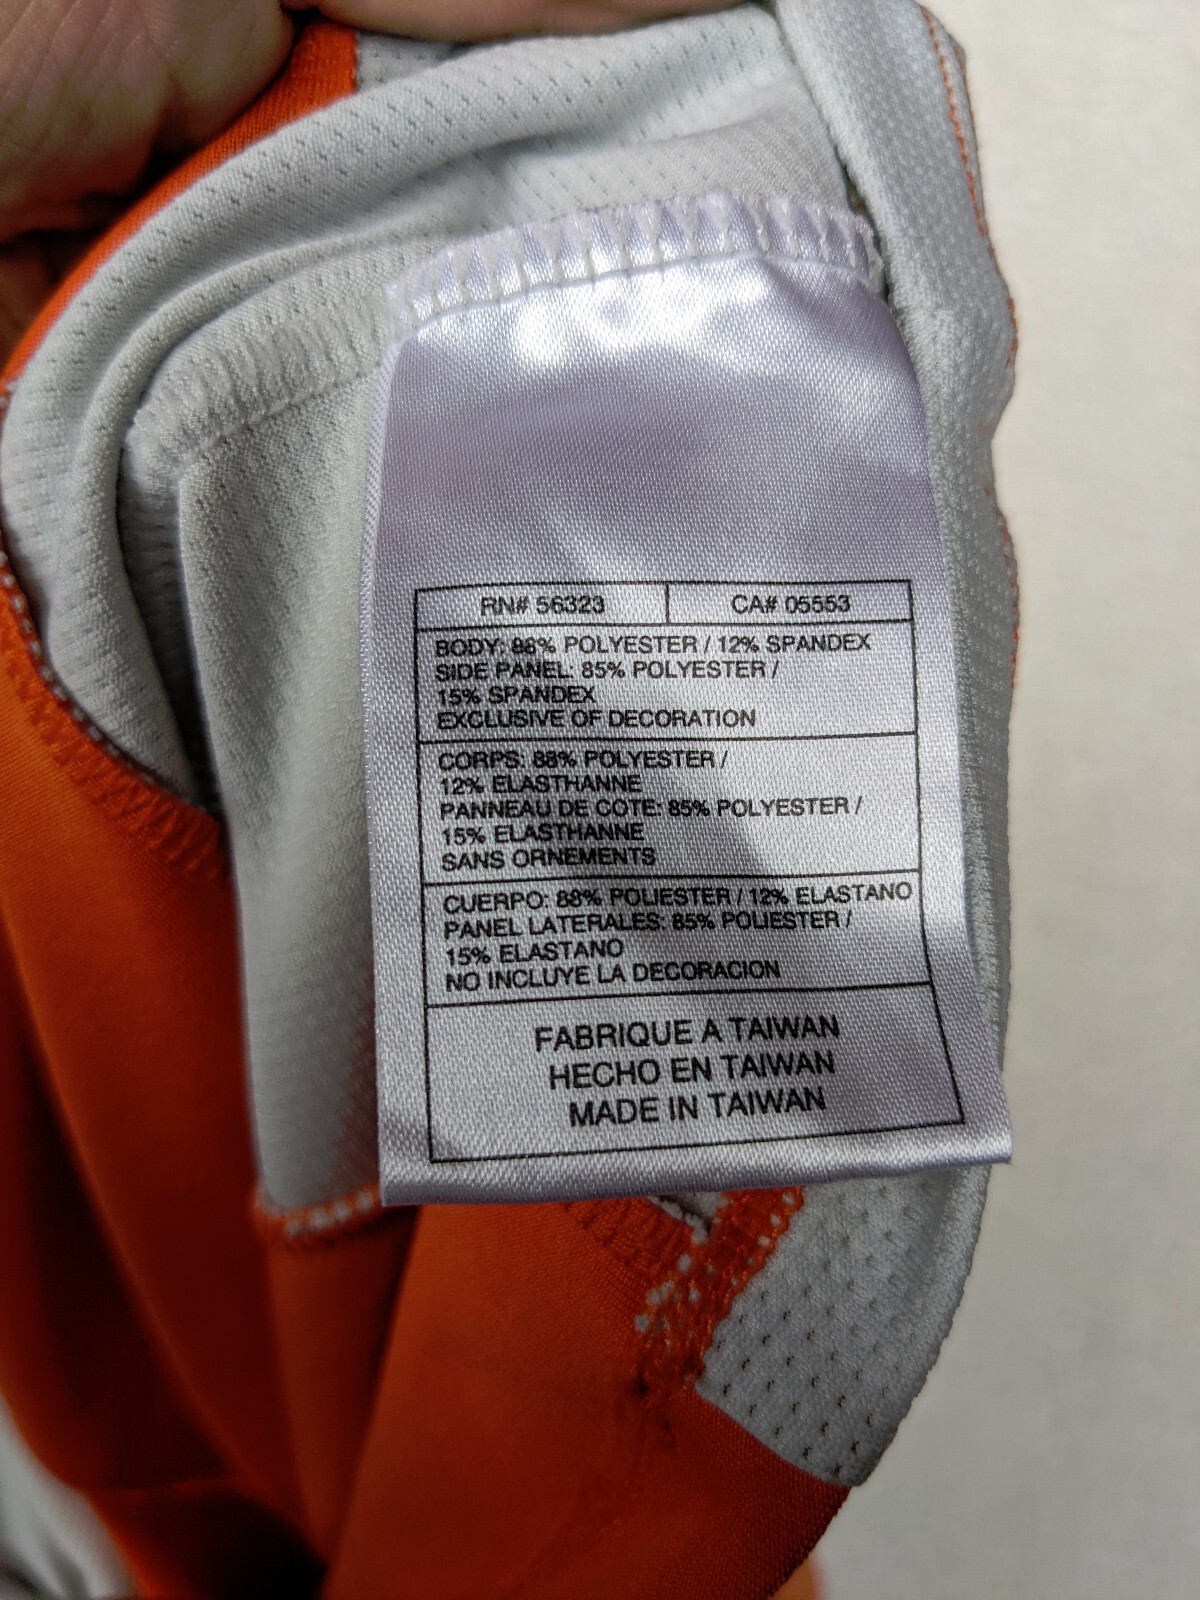 RN# 56323 CA# 05553
BODY: 88% POLYESTER / 12% SPANDEX
SIDE PANEL: 85% POLYESTER /
15% SPANDEX
EXCLUSIVE OF DECORATION
CORPS: 88% POLYESTER /
12% ELASTHANNE
PANNEAU DE COTE: 85% POLYESTER /
15% ELASTHANNE
SANS ORNEMENTS
CUERPO: 88% POLIESTER / 12% ELASTANO
PANEL LATERALES: 85% POLIESTER /
15% ELASTANO
NO INCLUYE LA DECORACION
FABRIQUE A TAIWAN
HECHO EN TAIWAN
MADE IN TAIWAN